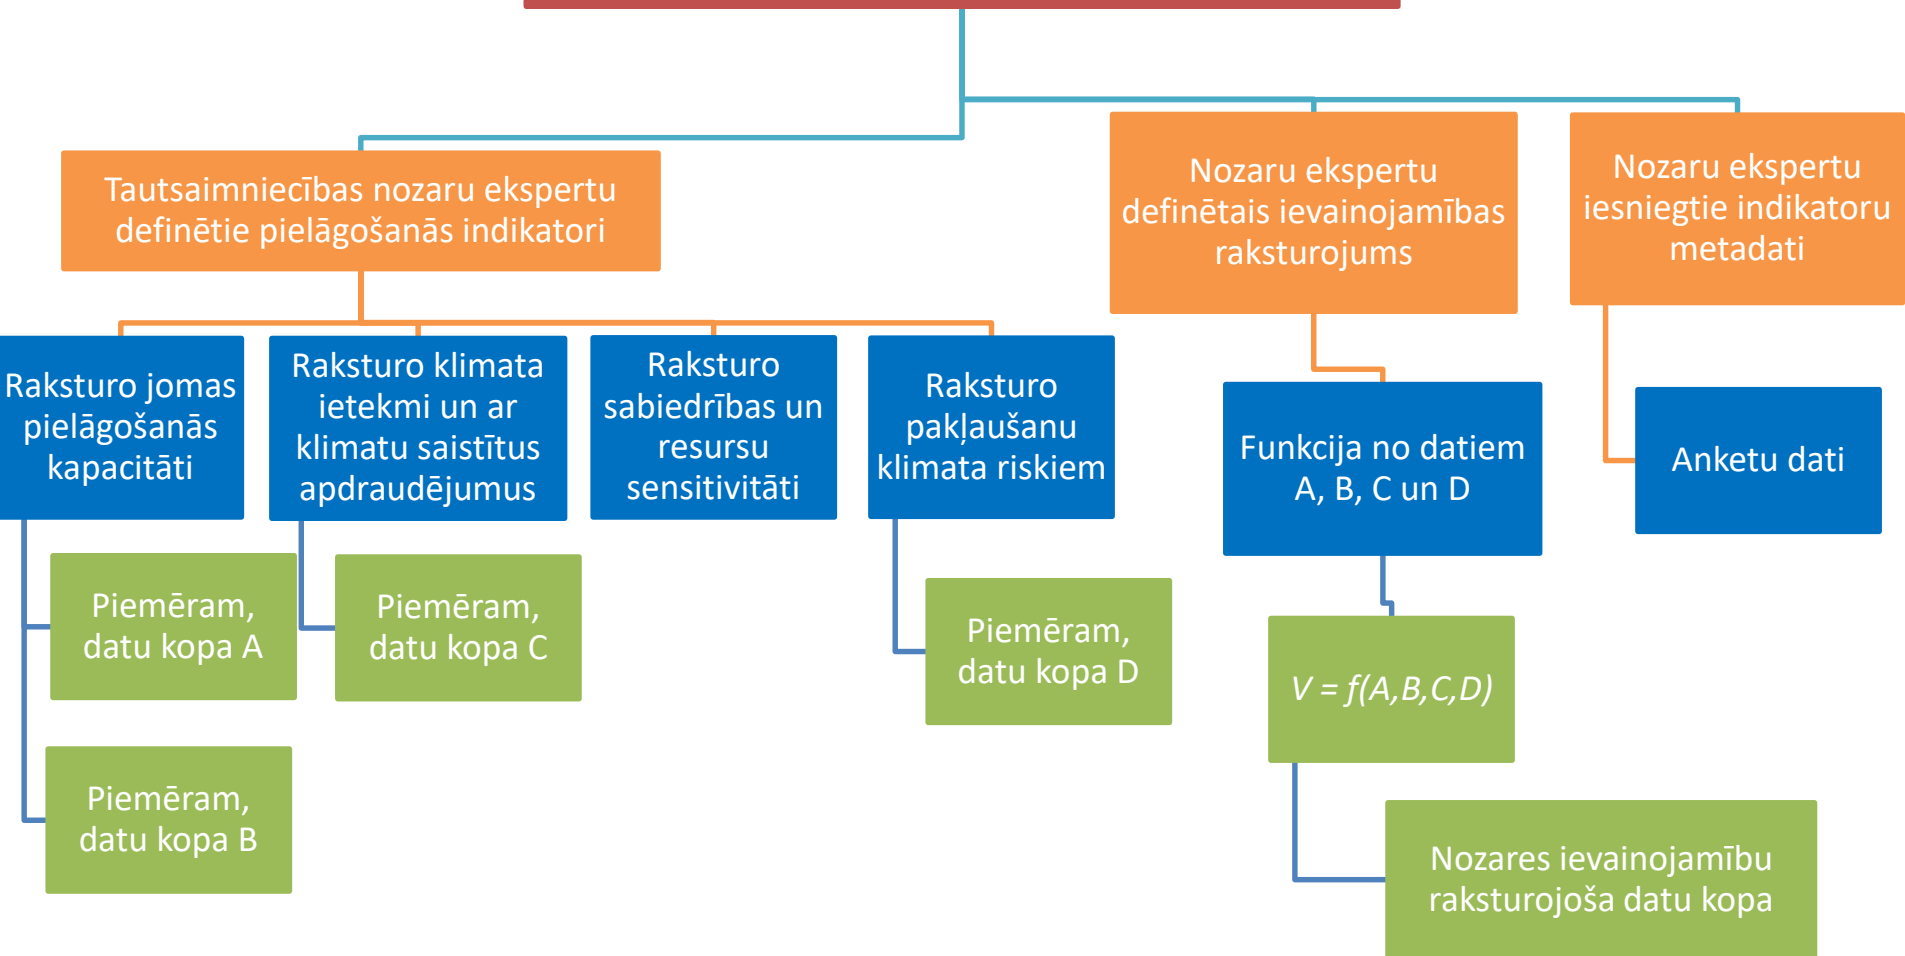 Tautsaimniecības nozaru ekspertu
definētie pielāgošanās indikatori
Nozaru ekspertu
definētais ievainojamības
raksturojums
Nozaru ekspertu
iesniegtie indikatoru
metadati
Raksturo jomas
pielāgošanās
kapacitāti
Raksturo klimata
ietekmi un ar
klimatu saistītus
apdraudējumus
Raksturo
sabiedrības un
resursu
sensitivitāti
Raksturo
pakļaušanu
klimata riskiem
Funkcija no datiem
A, B, C un D
Anketu dati
Piemēram,
datu kopa A
Piemēram,
datu kopa C
Piemēram,
datu kopa D
V = f(A,B,C,D)
Piemēram,
datu kopa B
Nozares ievainojamību
raksturojoša datu kopa